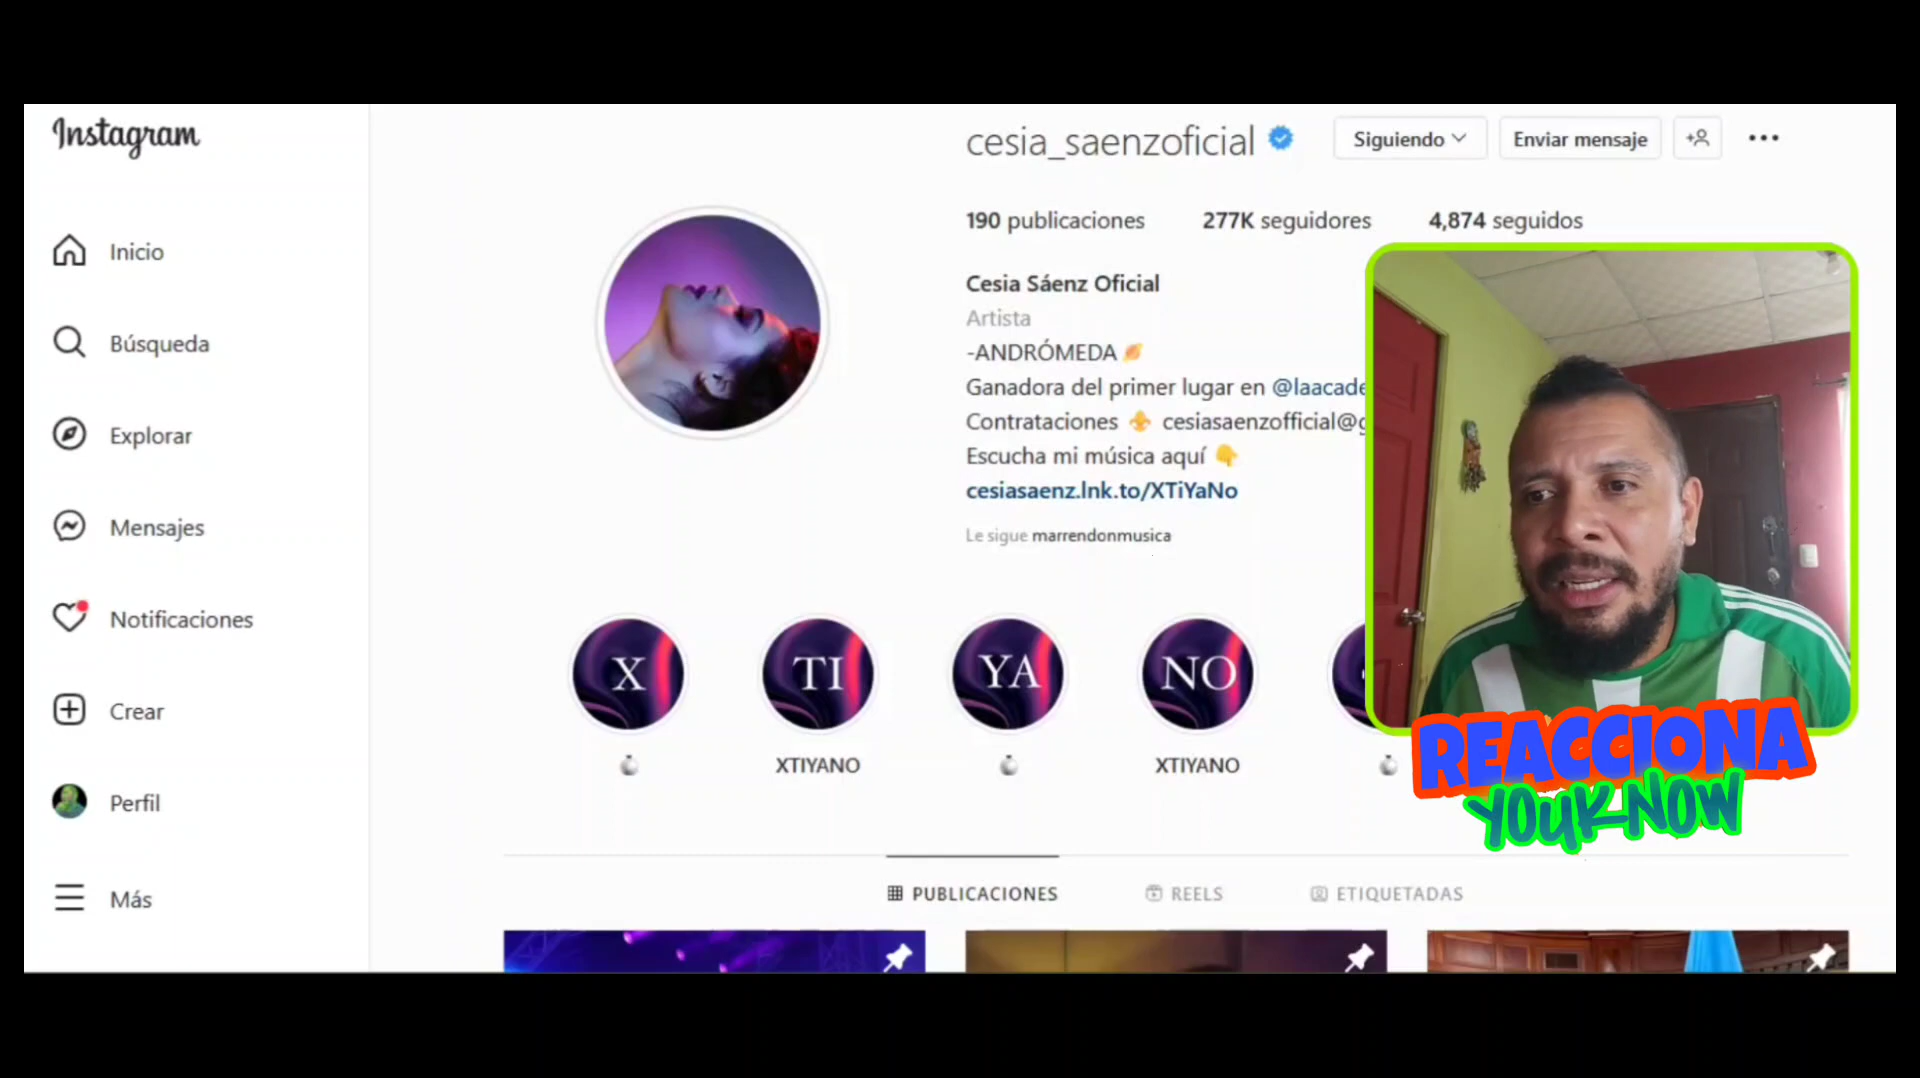 Instagram
Inicio
Búsqueda
Explorar
Mensajes
Notificaciones
Crear
Perfil
Más
cesia_saenzoficial
Siguiendo
Enviar mensaje
190 publicaciones
277K seguidores
4,874 seguidos
Cesia Sáenz Oficial
Artista
-ANDRÓMEDA
Ganadora del primer lugar en @laacade
Contrataciones cesiasaenzofficial@g
Escucha mi música aquí
cesiasaenz.lnk.to/XTiYaNo
Le sigue marrendonmusica
X
TI
YA
NO
XTIYANO
XTIYANO
REACCIONA
YOUKNOW
PUBLICACIONES
REELS
ETIQUETADAS